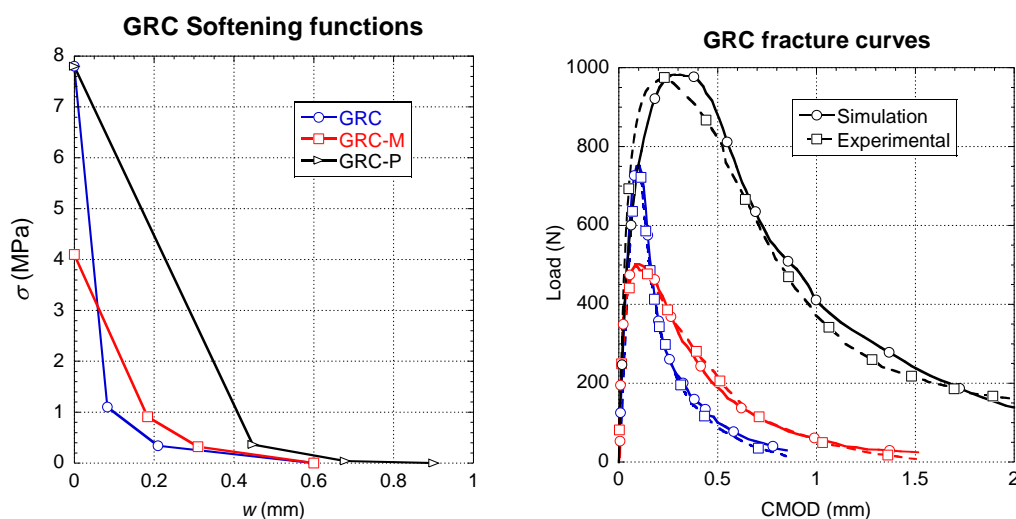 GRC Softening functions
8
7
6
5
4
3
2
1
0
σ (MPa)
GRC
GRC-M
GRC-P
0
0.2
0.4
0.6
0.8
1
w (mm)
GRC fracture curves
1000
800
600
400
200
0
Load (N)
Simulation
Experimental
0
0.5
1
1.5
2
CMOD (mm)